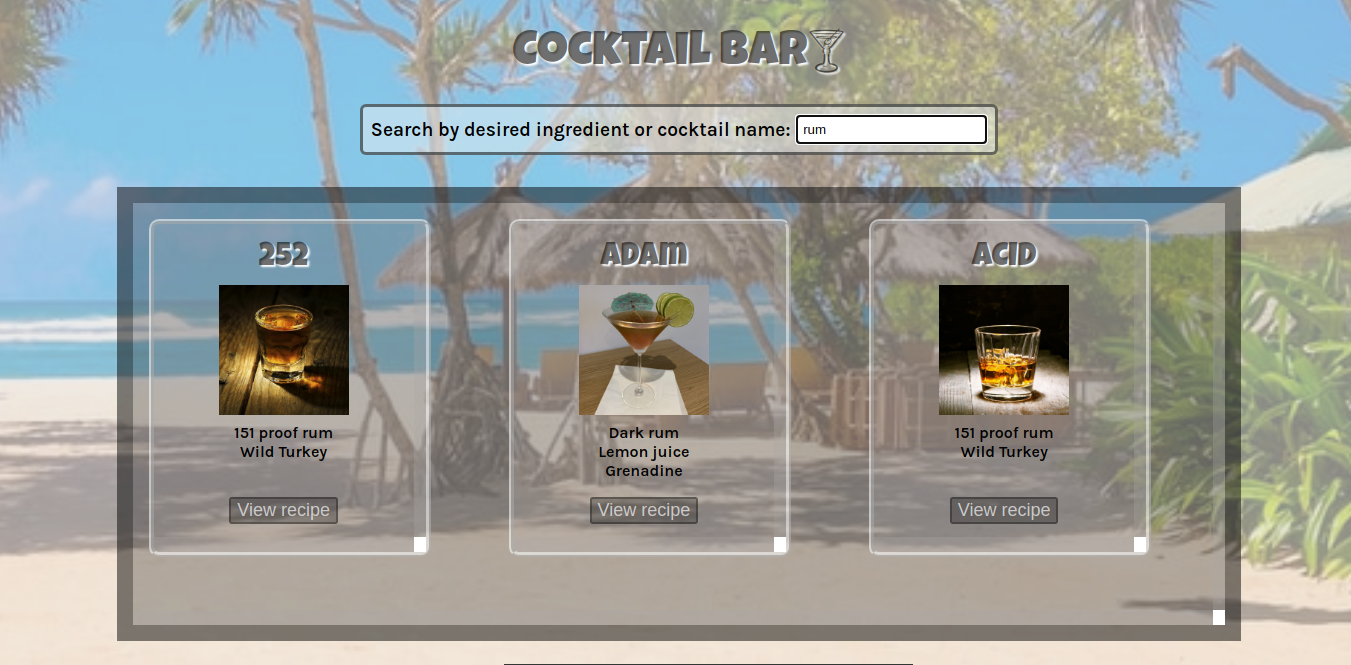 COCKTAIL BAR
Search by desired ingredient or cocktail name: rum
252
ADAM
ACID
151 proof rum
Wild Turkey
Dark rum
Lemon juice
Grenadine
151 proof rum
Wild Turkey
View recipe
View recipe
View recipe